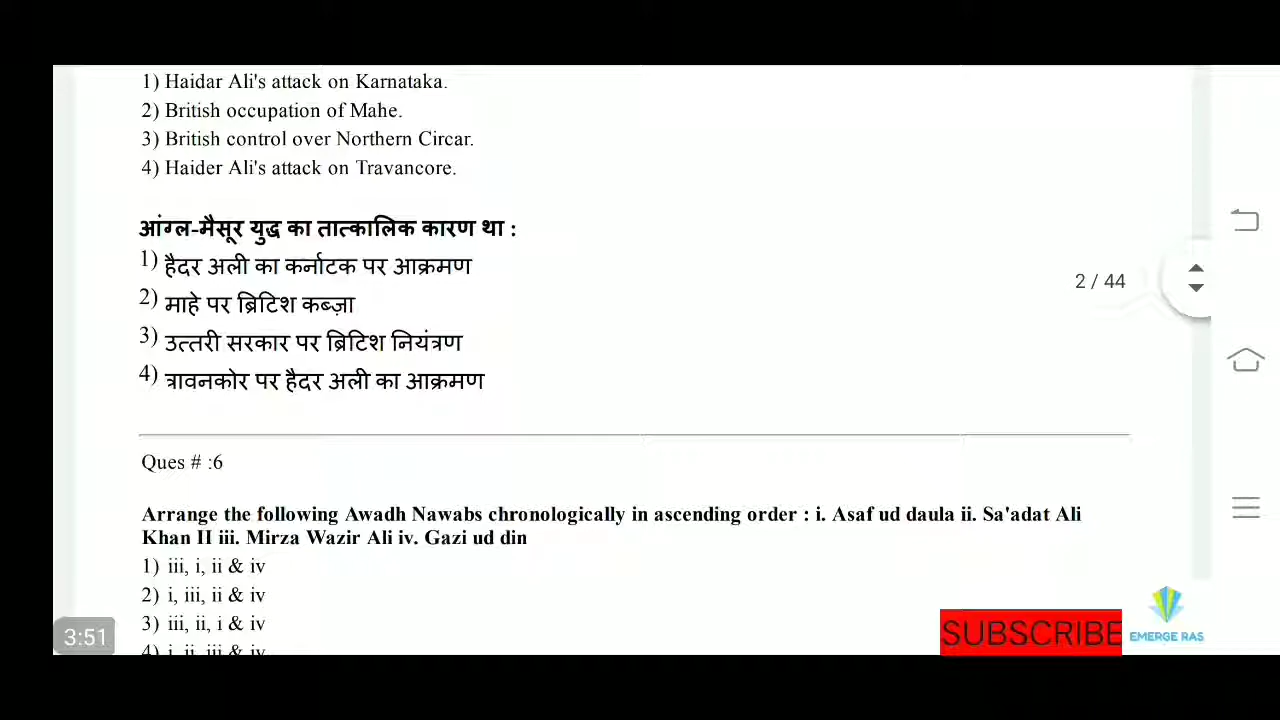 1) Haidar Ali's attack on Karnataka.
2) British occupation of Mahe.
3) British control over Northern Circar.
4) Haider Ali's attack on Travancore.
आंग्ल-मैसूर युद्ध का तात्कालिक कारण था :
1) हैदर अली का कर्नाटक पर आक्रमण
2) माहे पर ब्रिटिश कब्ज़ा
2 / 44
3) उत्तरी सरकार पर ब्रिटिश नियंत्रण
4) त्रावनकोर पर हैदर अली का आक्रमण
Ques # :6
Arrange the following Awadh Nawabs chronologically in ascending order : i. Asaf ud daula ii. Sa'adat Ali
Khan II iii. Mirza Wazir Ali iv. Gazi ud din
1) iii, i, ii & iv
2) i, iii, ii & iv
3) iii, ii, i & iv
4) i, ii, iii & iv
3:51
SUBSCRIBE
EMERGE RAS